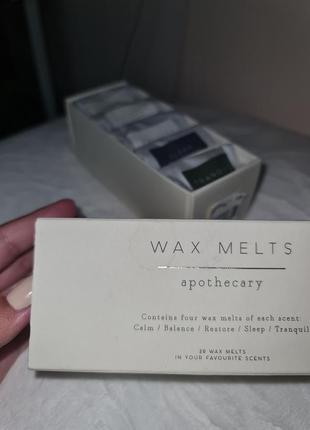 WAX MELTS
apothecary
Contains four wax melts of each scent:
Calm / Balance / Restore / Sleep / Tranquil
20 WAX MELTS
IN YOUR FAVOURITE SCENTS